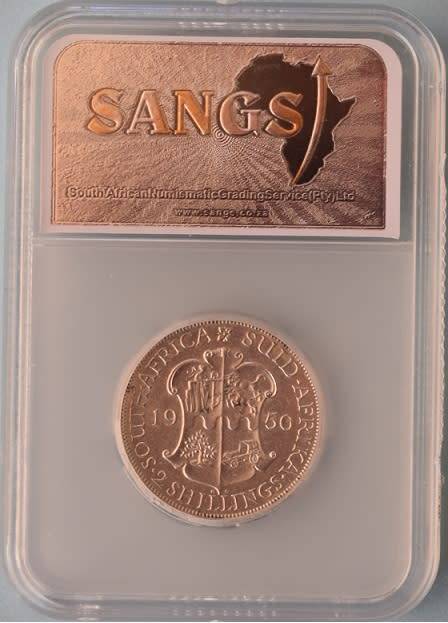 SANGS
South African Numismatic Grading Service (Pty) Ltd
www.sangs.co.za
SOUTH-AFRICA SUID-AFRIKA
19 50
2 SHILLINGS